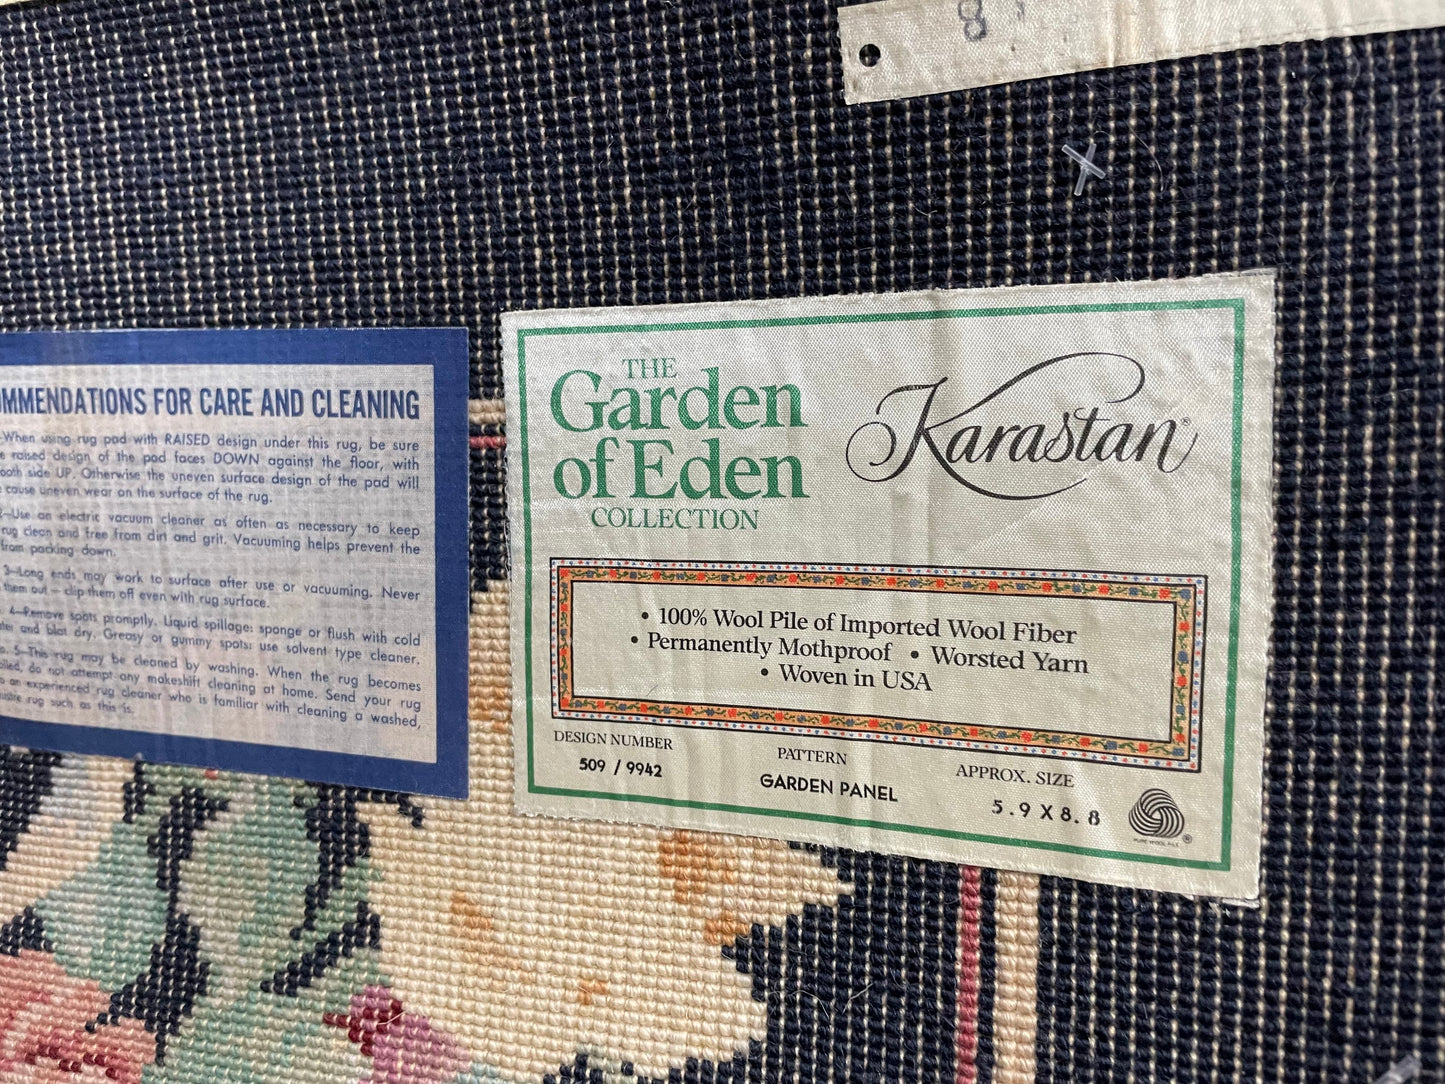 8
OMMENDATIONS FOR CARE AND CLEANING
-When using rug pad with RAISED design under this rug, be sure
e raised design of the pad faces DOWN against the floor, with
ooth side UP. Otherwise the uneven surface design of the pad will
cause uneven wear on the surface of the rug.
2—Use an electric vacuum cleaner as often as necessary to keep
rug clean and free from dirt and grit. Vacuuming helps prevent the
from packing down.
3—Long ends may work to surface after use or vacuuming. Never
them out — clip them off even with rug surface.
4—Remove spots promptly. Liquid spillage: sponge or flush with cold
ter and blot dry. Greasy or gummy spots: use solvent type cleaner.
o. 5—This rug may be cleaned by washing. When the rug becomes
oiled, do not attempt any makeshift cleaning at home. Send your rug
o an experienced rug cleaner who is familiar with cleaning a washed,
rug such as this is.
THE
Garden
of Eden
COLLECTION
Karastan®
• 100% Wool Pile of Imported Wool Fiber
• Permanently Mothproof • Worsted Yarn
• Woven in USA
DESIGN NUMBER
509 / 9942
PATTERN
GARDEN PANEL
APPROX. SIZE
5.9 X 8.8
®
PURE WOOL PILE